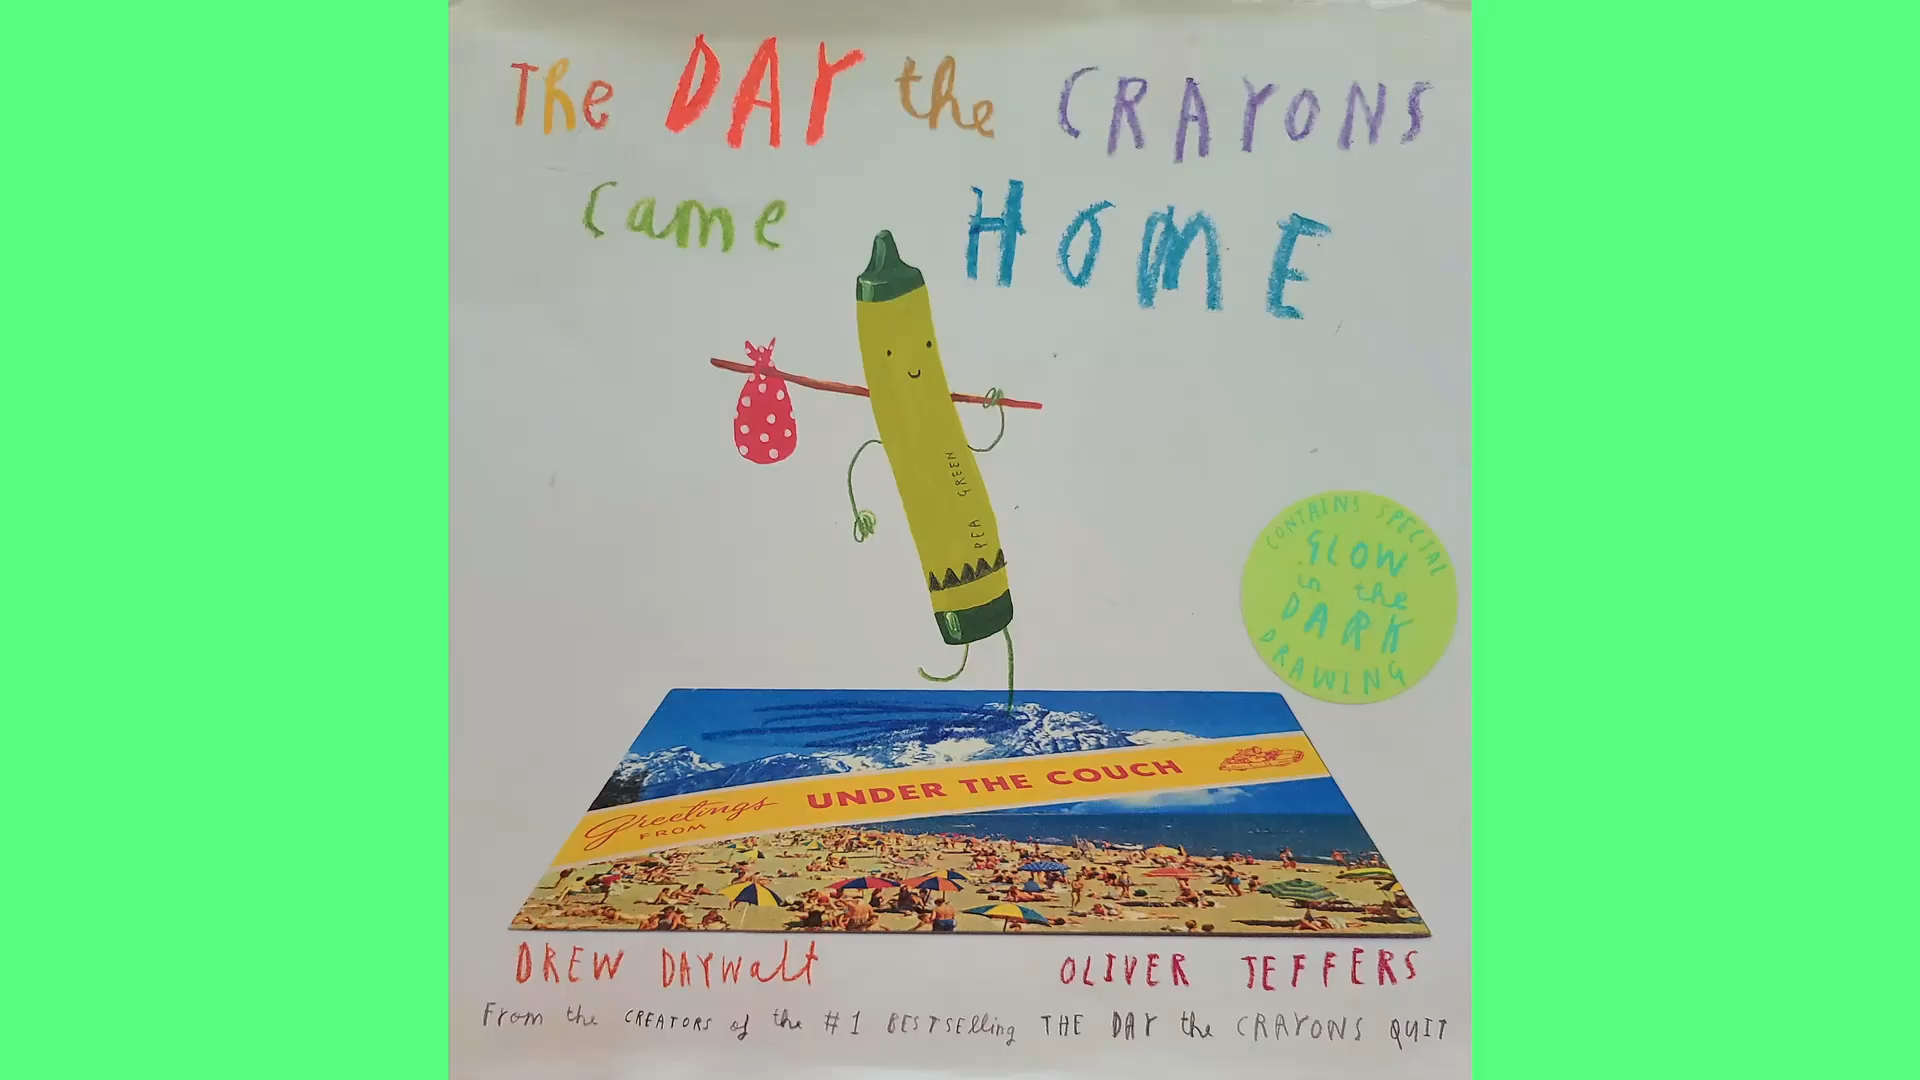 The DAY the CRAYONS
came HOME
PEA GREEN
CONTAINS SPECIAL
GLOW
in the
DARK
DRAWING
Greetings
FROM
UNDER THE COUCH
DREW DAYWALT
OLIVER JEFFERS
From the CREATORS of the #1 BESTSElling THE DAY the CRAYONS QUIT